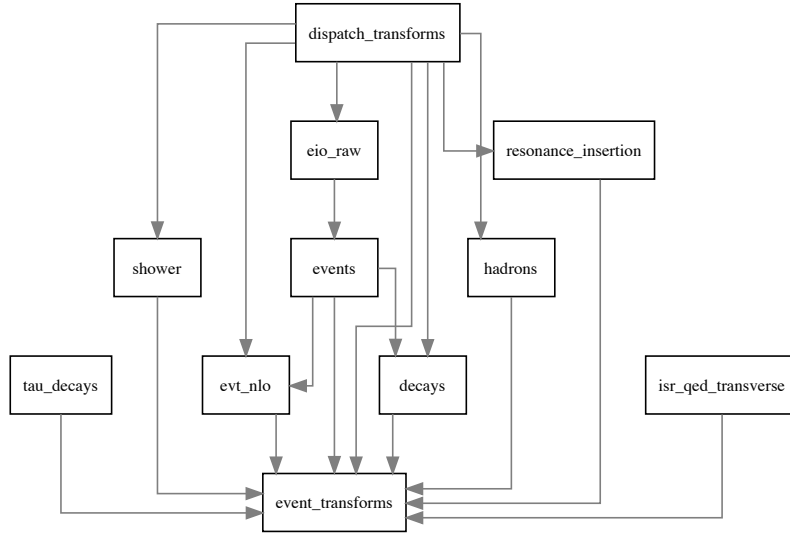 dispatch_transforms
eio_raw
resonance_insertion
shower
events
hadrons
tau_decays
evt_nlo
decays
isr_qed_transverse
event_transforms